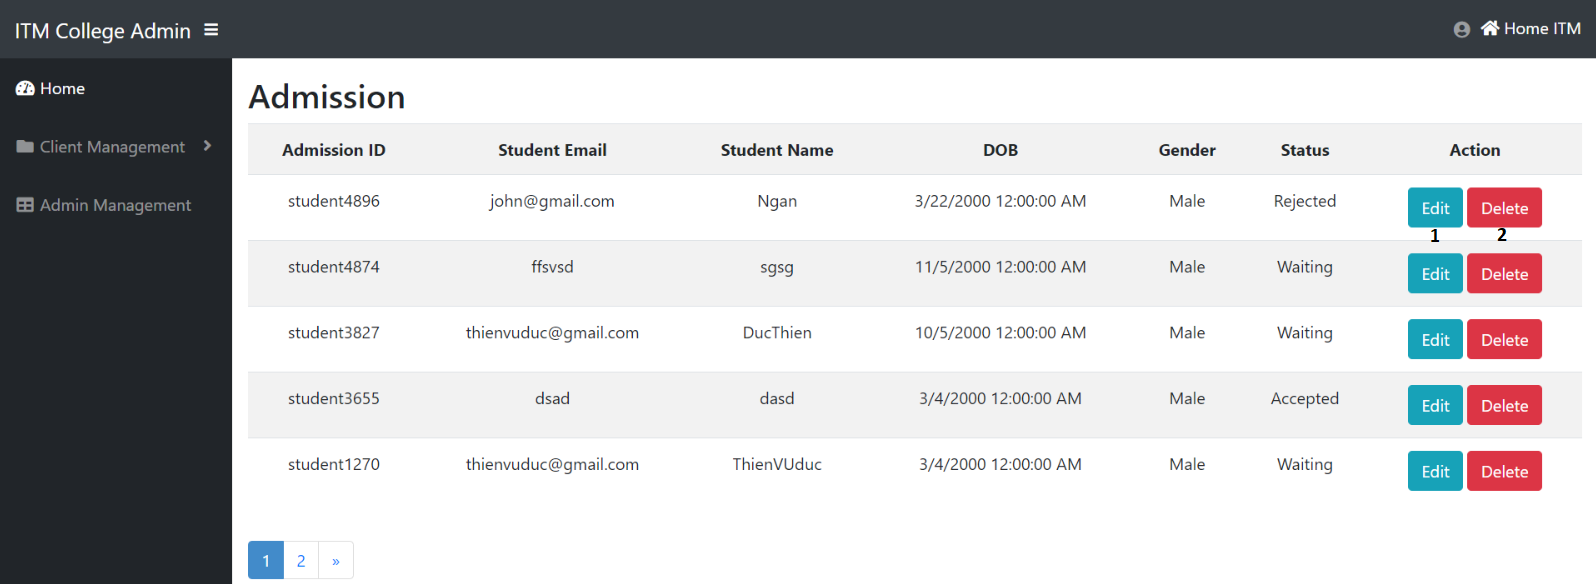 ITM College Admin Home ITM
Home
Client Management
Admin Management
Admission
Admission ID Student Email Student Name DOB Gender Status Action
student4896 john@gmail.com Ngan 3/22/2000 12:00:00 AM Male Rejected Edit Delete
1 2
student4874 ffsvsd sgsg 11/5/2000 12:00:00 AM Male Waiting Edit Delete
student3827 thienvuduc@gmail.com DucThien 10/5/2000 12:00:00 AM Male Waiting Edit Delete
student3655 dsad dasd 3/4/2000 12:00:00 AM Male Accepted Edit Delete
student1270 thienvuduc@gmail.com ThienVUduc 3/4/2000 12:00:00 AM Male Waiting Edit Delete
1 2 »